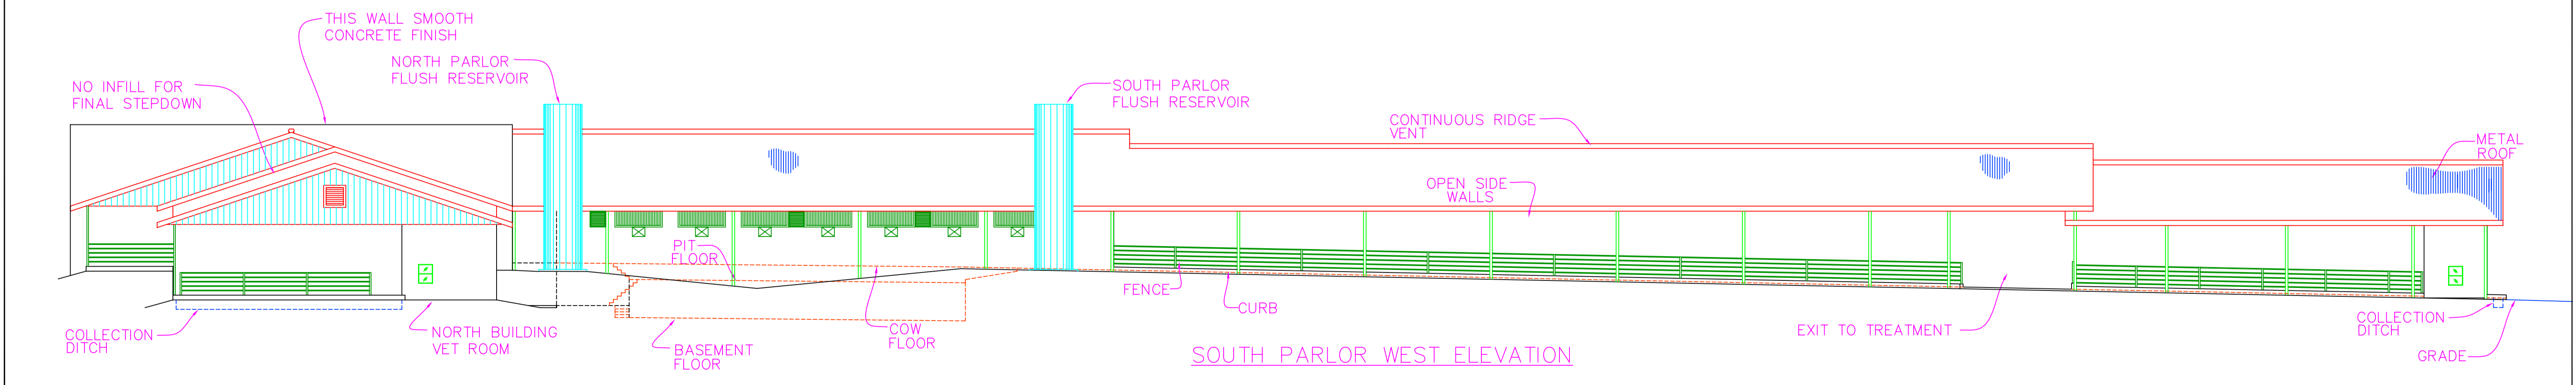 THIS WALL SMOOTH
CONCRETE FINISH
NORTH PARLOR
FLUSH RESERVOIR
NO INFILL FOR
FINAL STEPDOWN
SOUTH PARLOR
FLUSH RESERVOIR
CONTINUOUS RIDGE
VENT
METAL
ROOF
OPEN SIDE
WALLS
PIT
FLOOR
FENCE
CURB
COLLECTION
DITCH
NORTH BUILDING
VET ROOM
BASEMENT
FLOOR
COW
FLOOR
EXIT TO TREATMENT
COLLECTION
DITCH
GRADE
SOUTH PARLOR WEST ELEVATION